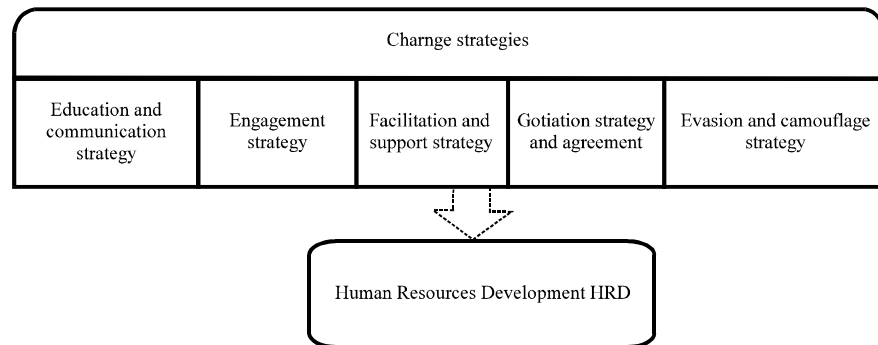 Charnge strategies
Education and
communication
strategy
Engagement
strategy
Facilitation and
support strategy
Gotiation strategy
and agreement
Evasion and camouflage
strategy
Human Resources Development HRD